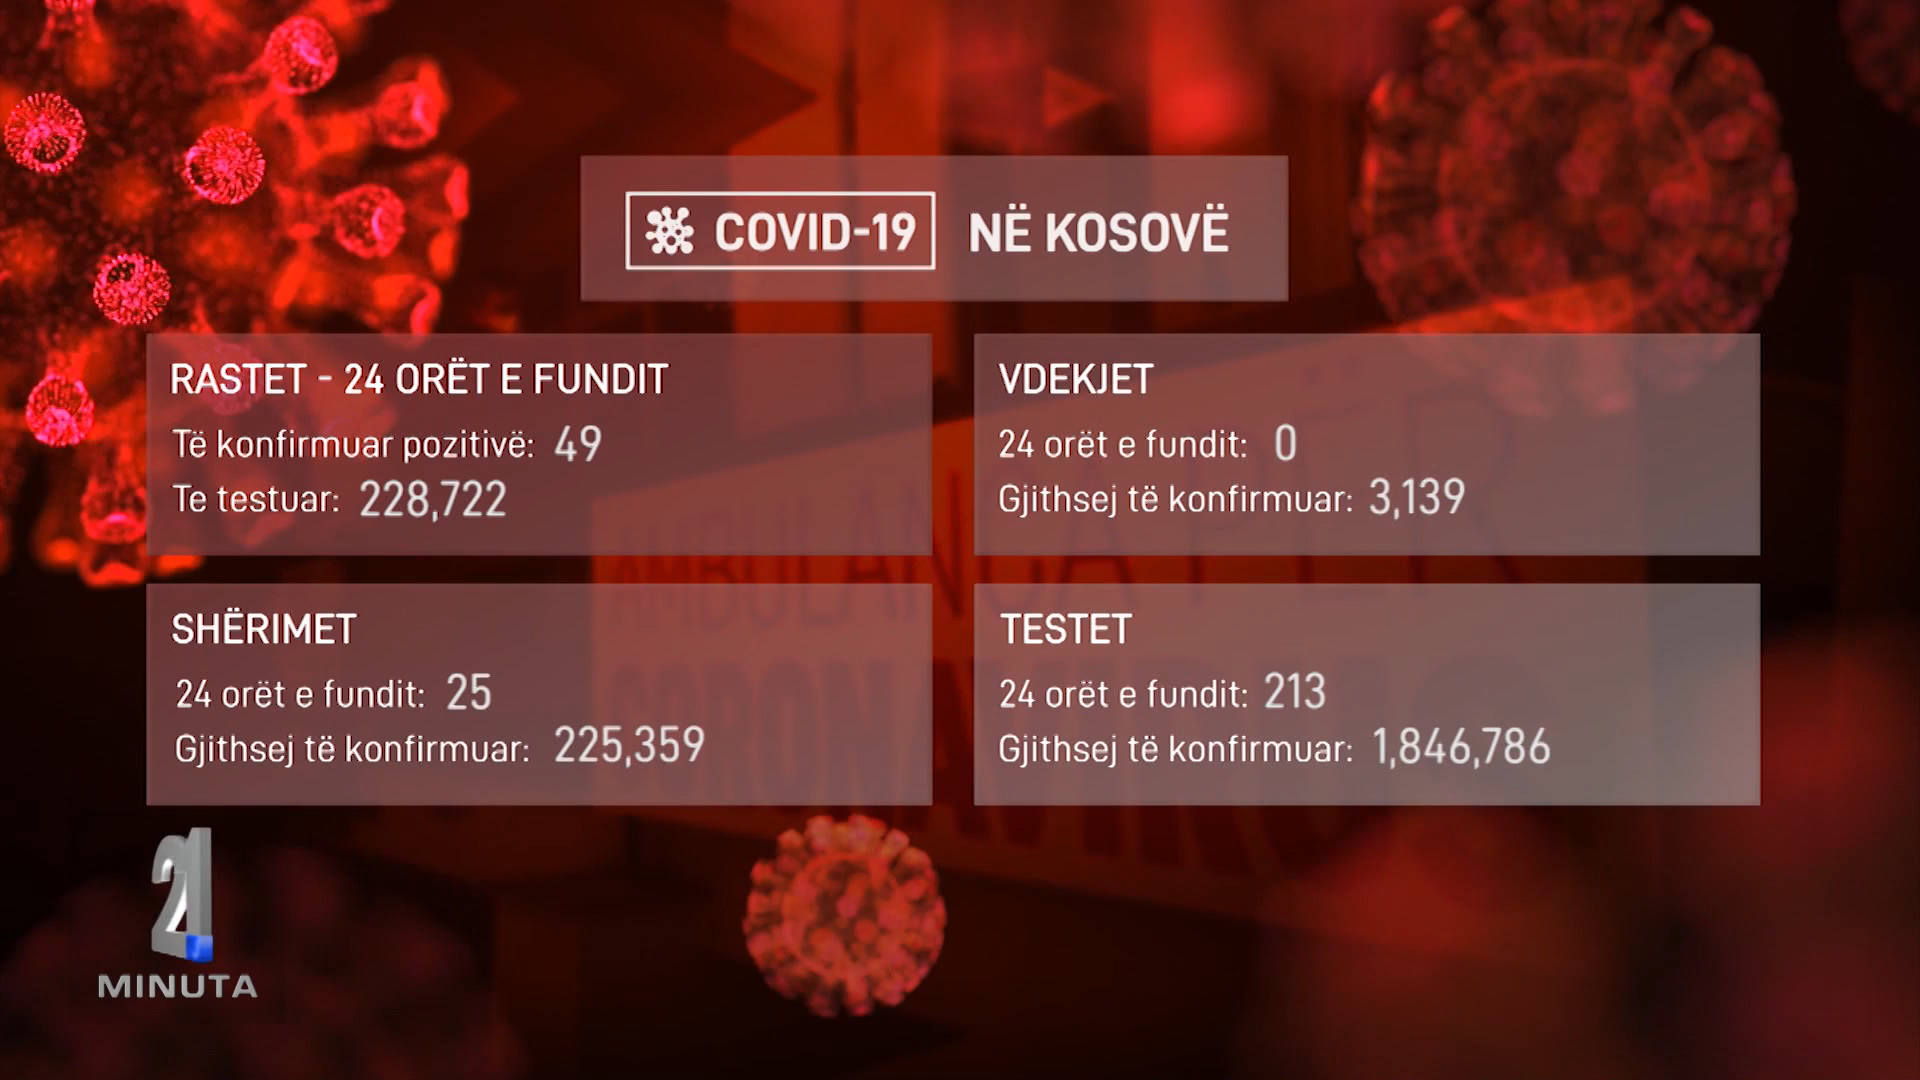 COVID-19 NË KOSOVË
RASTET - 24 ORËT E FUNDIT
Të konfirmuar pozitivë: 49
Te testuar: 228,722
VDEKJET
24 orët e fundit: 0
Gjithsej të konfirmuar: 3,139
SHËRIMET
24 orët e fundit: 25
Gjithsej të konfirmuar: 225,359
TESTET
24 orët e fundit: 213
Gjithsej të konfirmuar: 1,846,786
AMBULANCA PËR
21
MINUTA